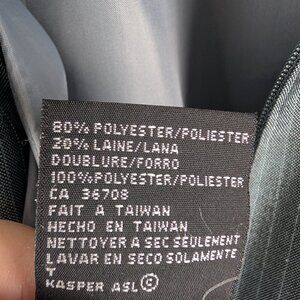 80% POLYESTER/POLIESTER
20% LAINE/LANA
DOUBLURE/FORRO
100% POLYESTER/POLIESTER
CA 36708
FAIT A TAIWAN
HECHO EN TAIWAN
NETTOYER A SEC SEULEMENT
LAVAR EN SECO SOLAMENTE
T
KASPER ASL ©